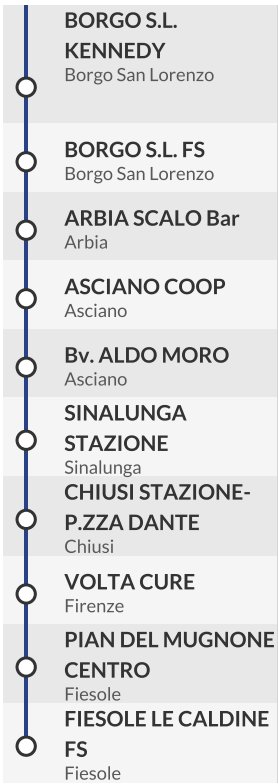 BORGO S.L.
KENNEDY
Borgo San Lorenzo
BORGO S.L. FS
Borgo San Lorenzo
ARBIA SCALO Bar
Arbia
ASCIANO COOP
Asciano
Bv. ALDO MORO
Asciano
SINALUNGA
STAZIONE
Sinalunga
CHIUSI STAZIONE-
P.ZZA DANTE
Chiusi
VOLTA CURE
Firenze
PIAN DEL MUGNONE
CENTRO
Fiesole
FIESOLE LE CALDINE
FS
Fiesole